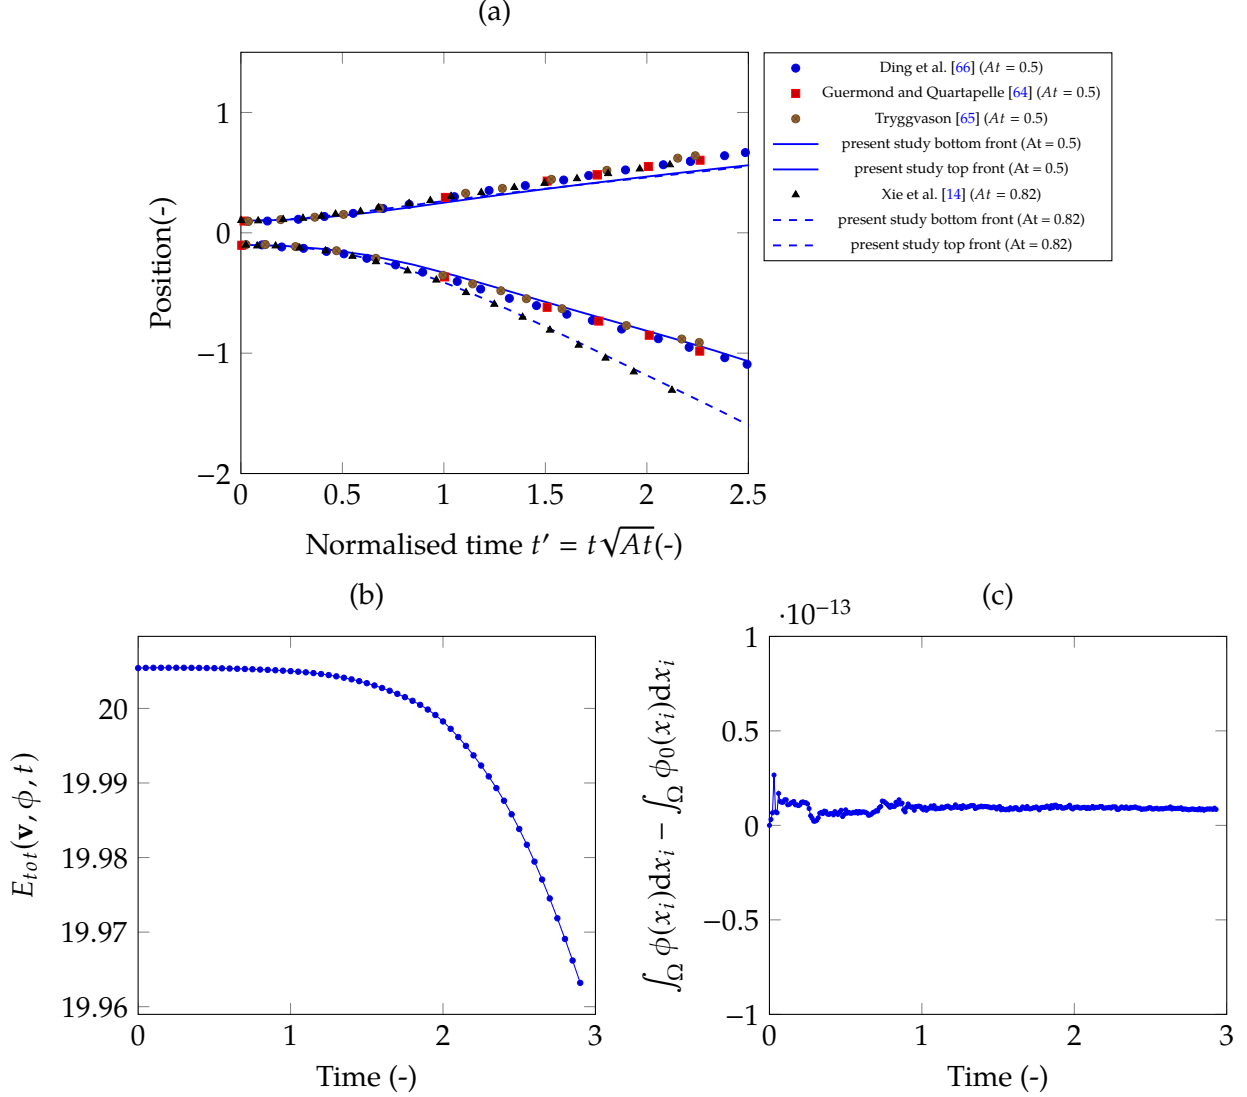 (a)
1
0
−1
−2
0
0.5
1
1.5
2
2.5
Position(-)
Normalised time t′ = t√At(-)
Ding et al. [66] (At = 0.5)
Guermond and Quartapelle [64] (At = 0.5)
Tryggvason [65] (At = 0.5)
present study bottom front (At = 0.5)
present study top front (At = 0.5)
Xie et al. [14] (At = 0.82)
present study bottom front (At = 0.82)
present study top front (At = 0.82)
(b)
20
19.99
19.98
19.97
19.96
0
1
2
3
E_tot(v, ϕ, t)
Time (-)
(c)
·10⁻¹³
1
0.5
0
−0.5
−1
0
1
2
3
∫_Ω ϕ(x_i)dx_i − ∫_Ω ϕ_0(x_i)dx_i
Time (-)